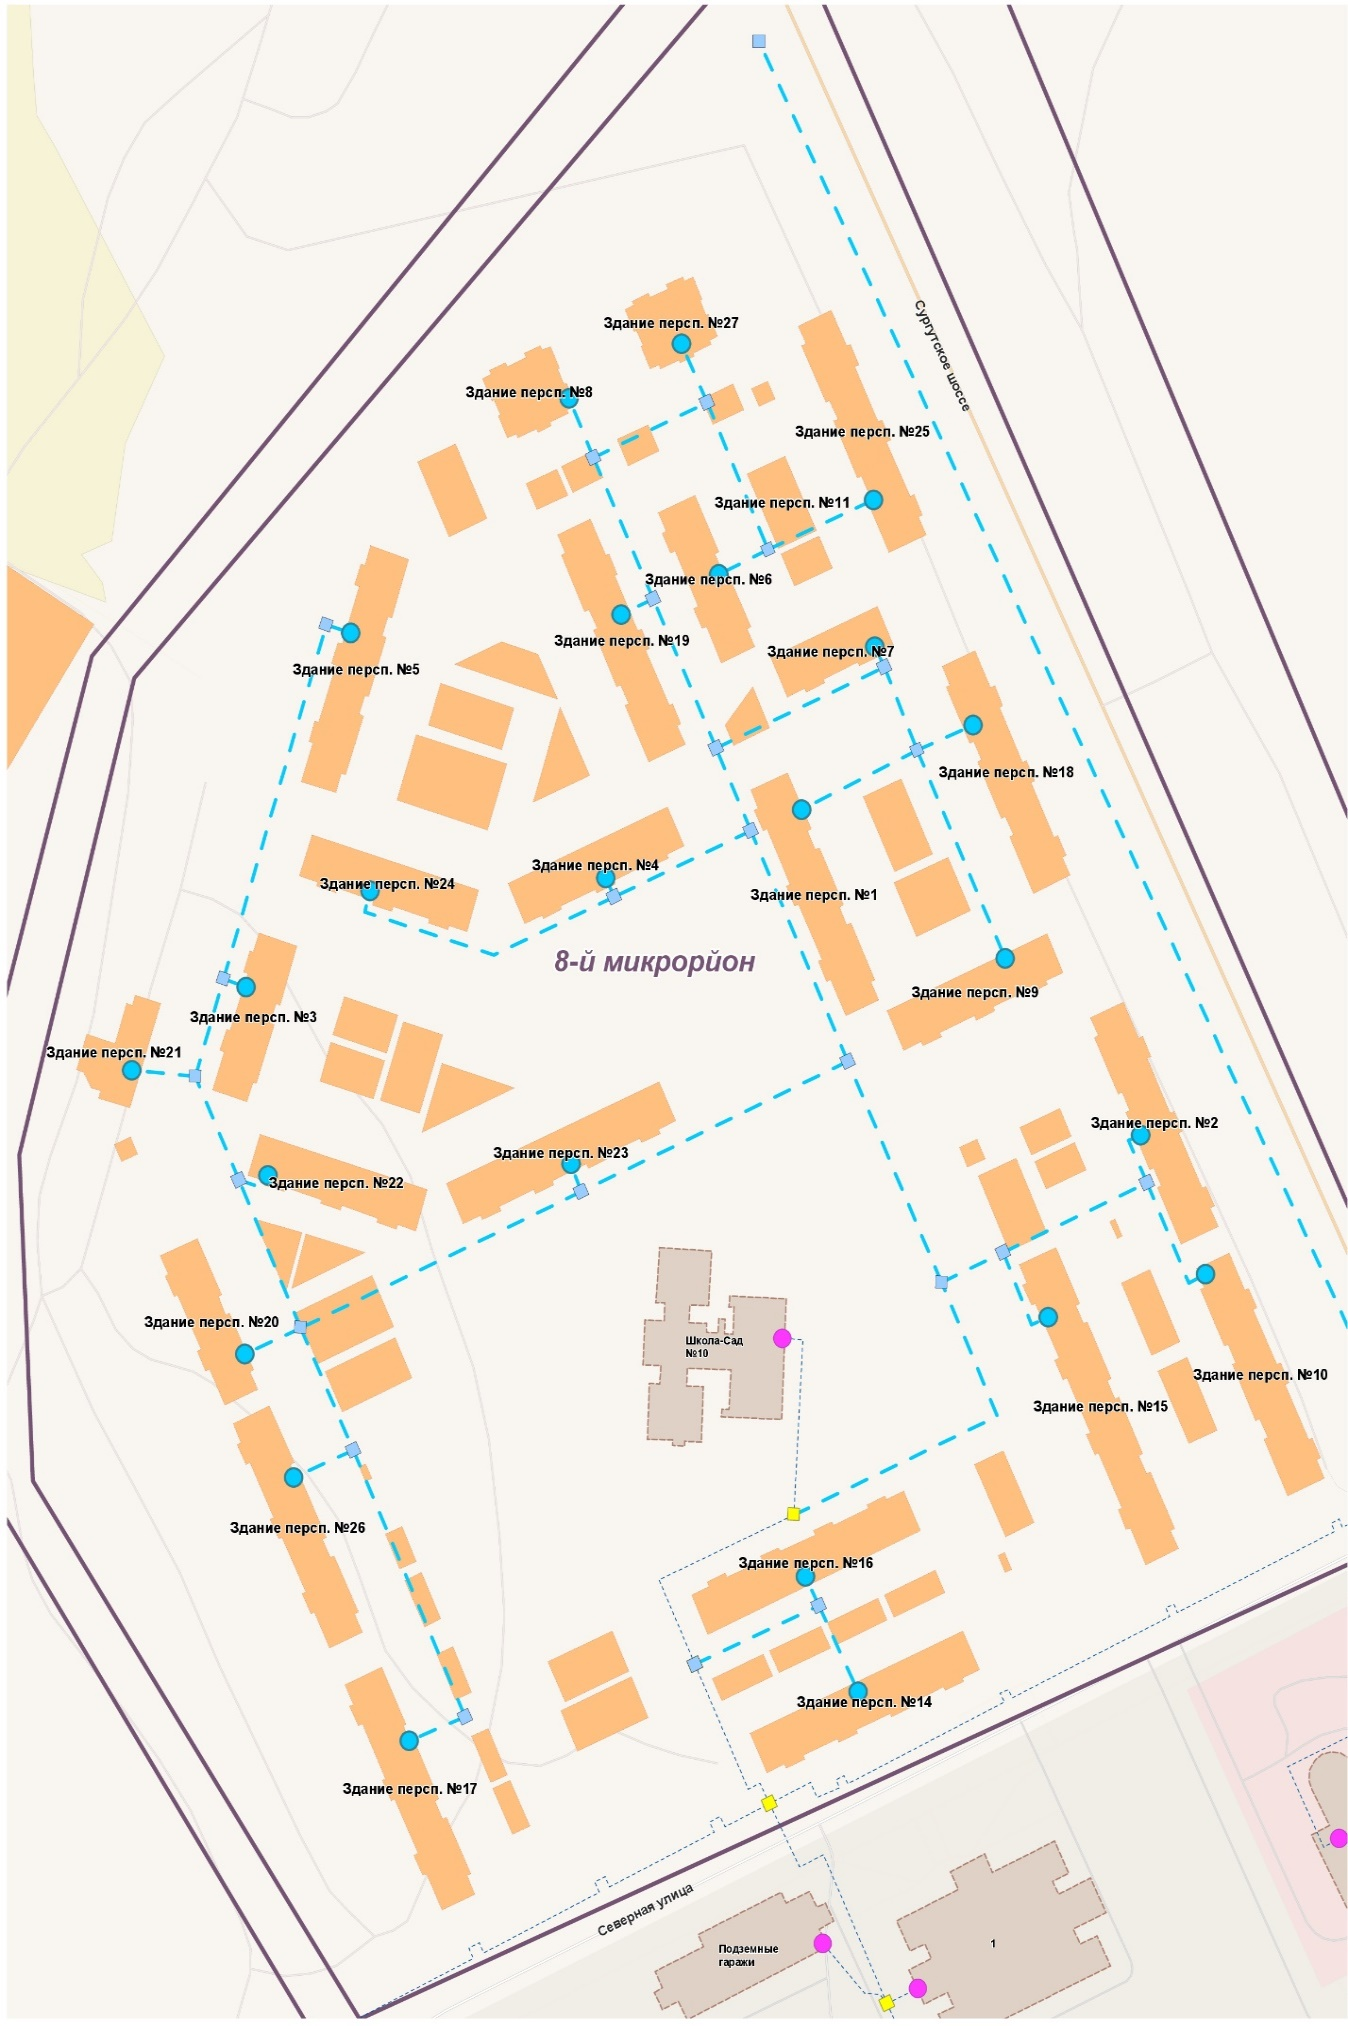 Здание персп. №27
Здание персп. №8
Сургутское шоссе
Здание персп. №25
Здание персп. №11
Здание персп. №6
Здание персп. №19
Здание персп. №7
Здание персп. №5
Здание персп. №18
Здание персп. №4
Здание персп. №24
Здание персп. №1
8-й микрорйон
Здание персп. №9
Здание персп. №3
Здание персп. №21
Здание персп. №2
Здание персп. №23
Здание персп. №22
Здание персп. №20
Школа-Сад
№10
Здание персп. №10
Здание персп. №15
Здание персп. №26
Здание персп. №16
Здание персп. №14
Здание персп. №17
Северная улица
Подземные
гаражи
1